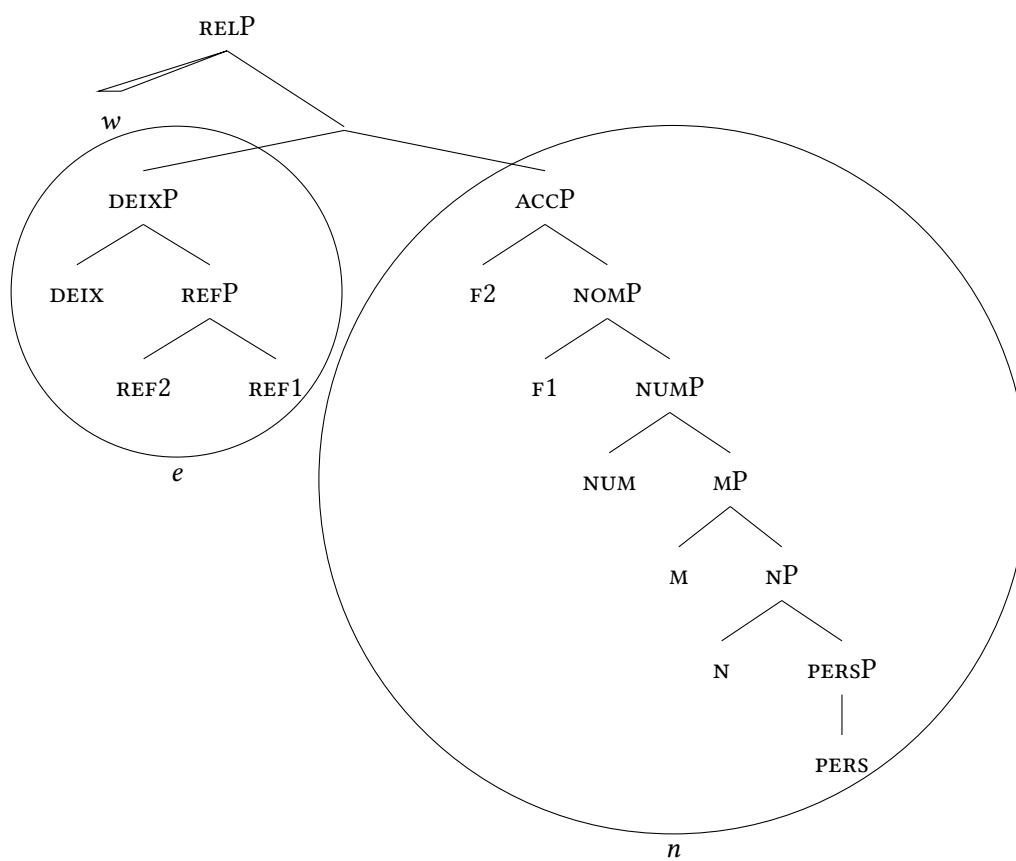 RELP
w
DEIXP ACCP
DEIX REFP F2 NOMP
REF2 REF1 F1 NUMP
e NUM MP
M NP
N PERSP
PERS
n